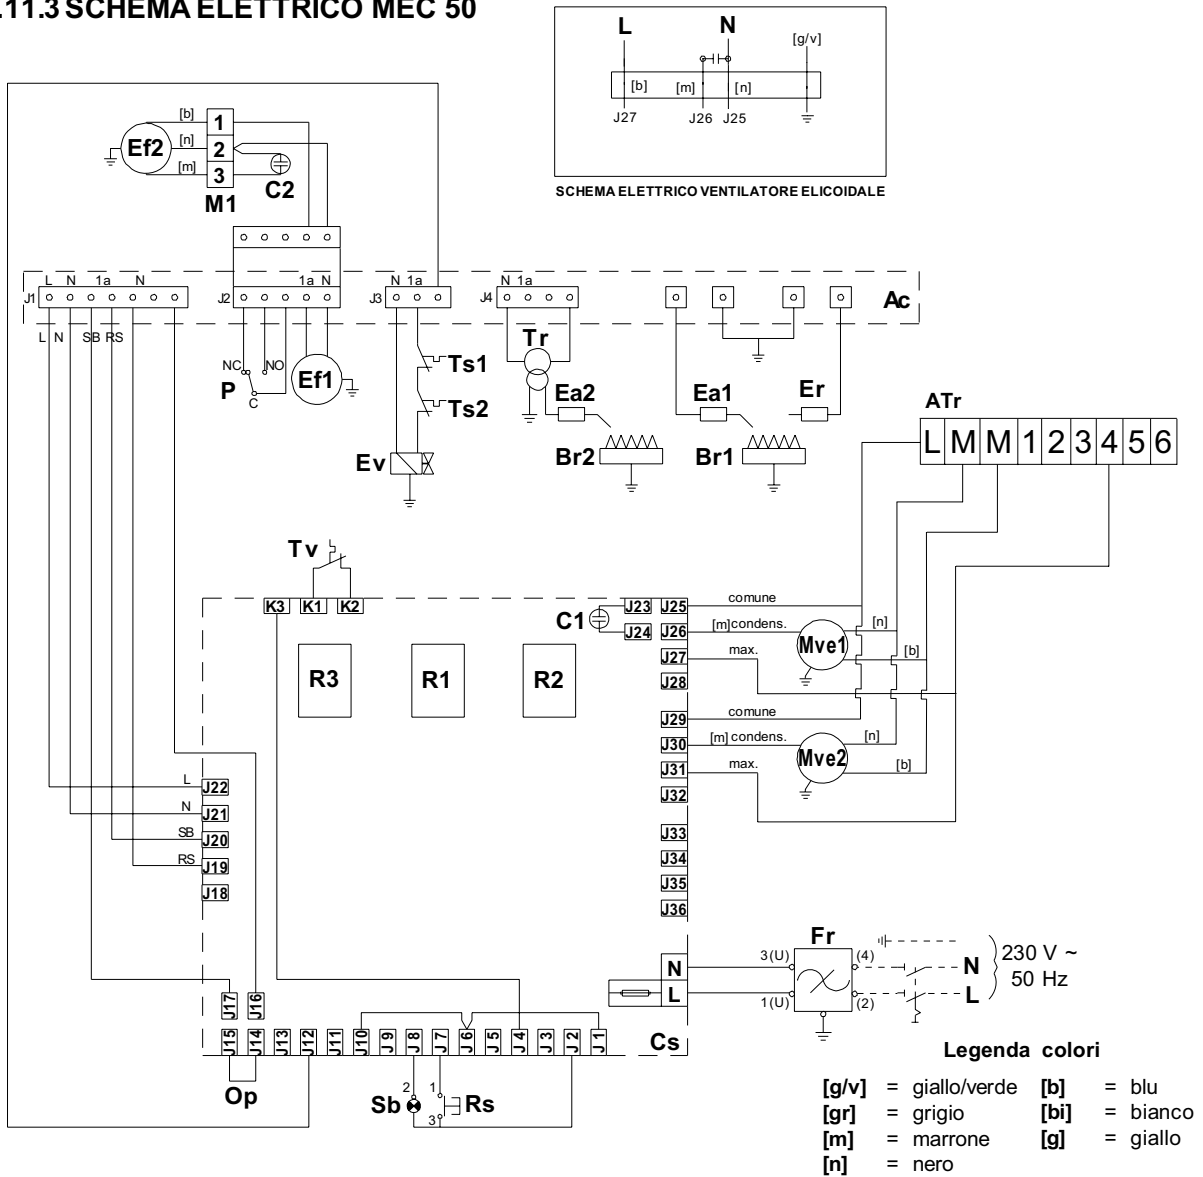 .11.3 SCHEMA ELETTRICO MEC 50
L N [g/v]
[b] [m] [n]
J27 J26 J25
SCHEMA ELETTRICO VENTILATORE ELICOIDALE
[b] 1
Ef2 [n] 2
[m] 3
M1 C2
L N 1a N 1a N N 1a N 1a
J1 J2 J3 J4 Ac
L N SB RS
NC NO
P C Ef1
Ts1
Ts2
Ev
Tr
Ea2 Ea1 Er
Br2 Br1
ATr
L M M 1 2 3 4 5 6
Tv
K3 K1 K2
C1 J23 J25 comune
J24 J26 [m] condens. Mve1 [n]
J27 max. [b]
J28
R3 R1 R2
J29 comune
J30 [m] condens. Mve2 [n]
J31 max. [b]
J32
L J22
N J21
SB J20
RS J19
J18
J33
J34
J35
J36
N
L
3(U) Fr (4) N
1(U) (2) L
230 V ~
50 Hz
J17 J16
J15 J14 J13 J12 J11 J10 J9 J8 J7 J6 J5 J4 J3 J2 J1
Cs
Op
2 1
Sb Rs
3
Legenda colori
[g/v] = giallo/verde [b] = blu
[gr] = grigio [bi] = bianco
[m] = marrone [g] = giallo
[n] = nero